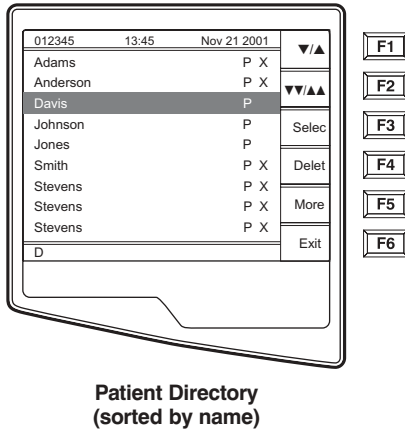 012345 13:45 Nov 21 2001
Adams P X
Anderson P X
Davis P
Johnson P
Jones P
Smith P X
Stevens P X
Stevens P X
Stevens P X
D
▼/▲
▼▼/▲▲
Selec
Delet
More
Exit
F1
F2
F3
F4
F5
F6
Patient Directory
(sorted by name)